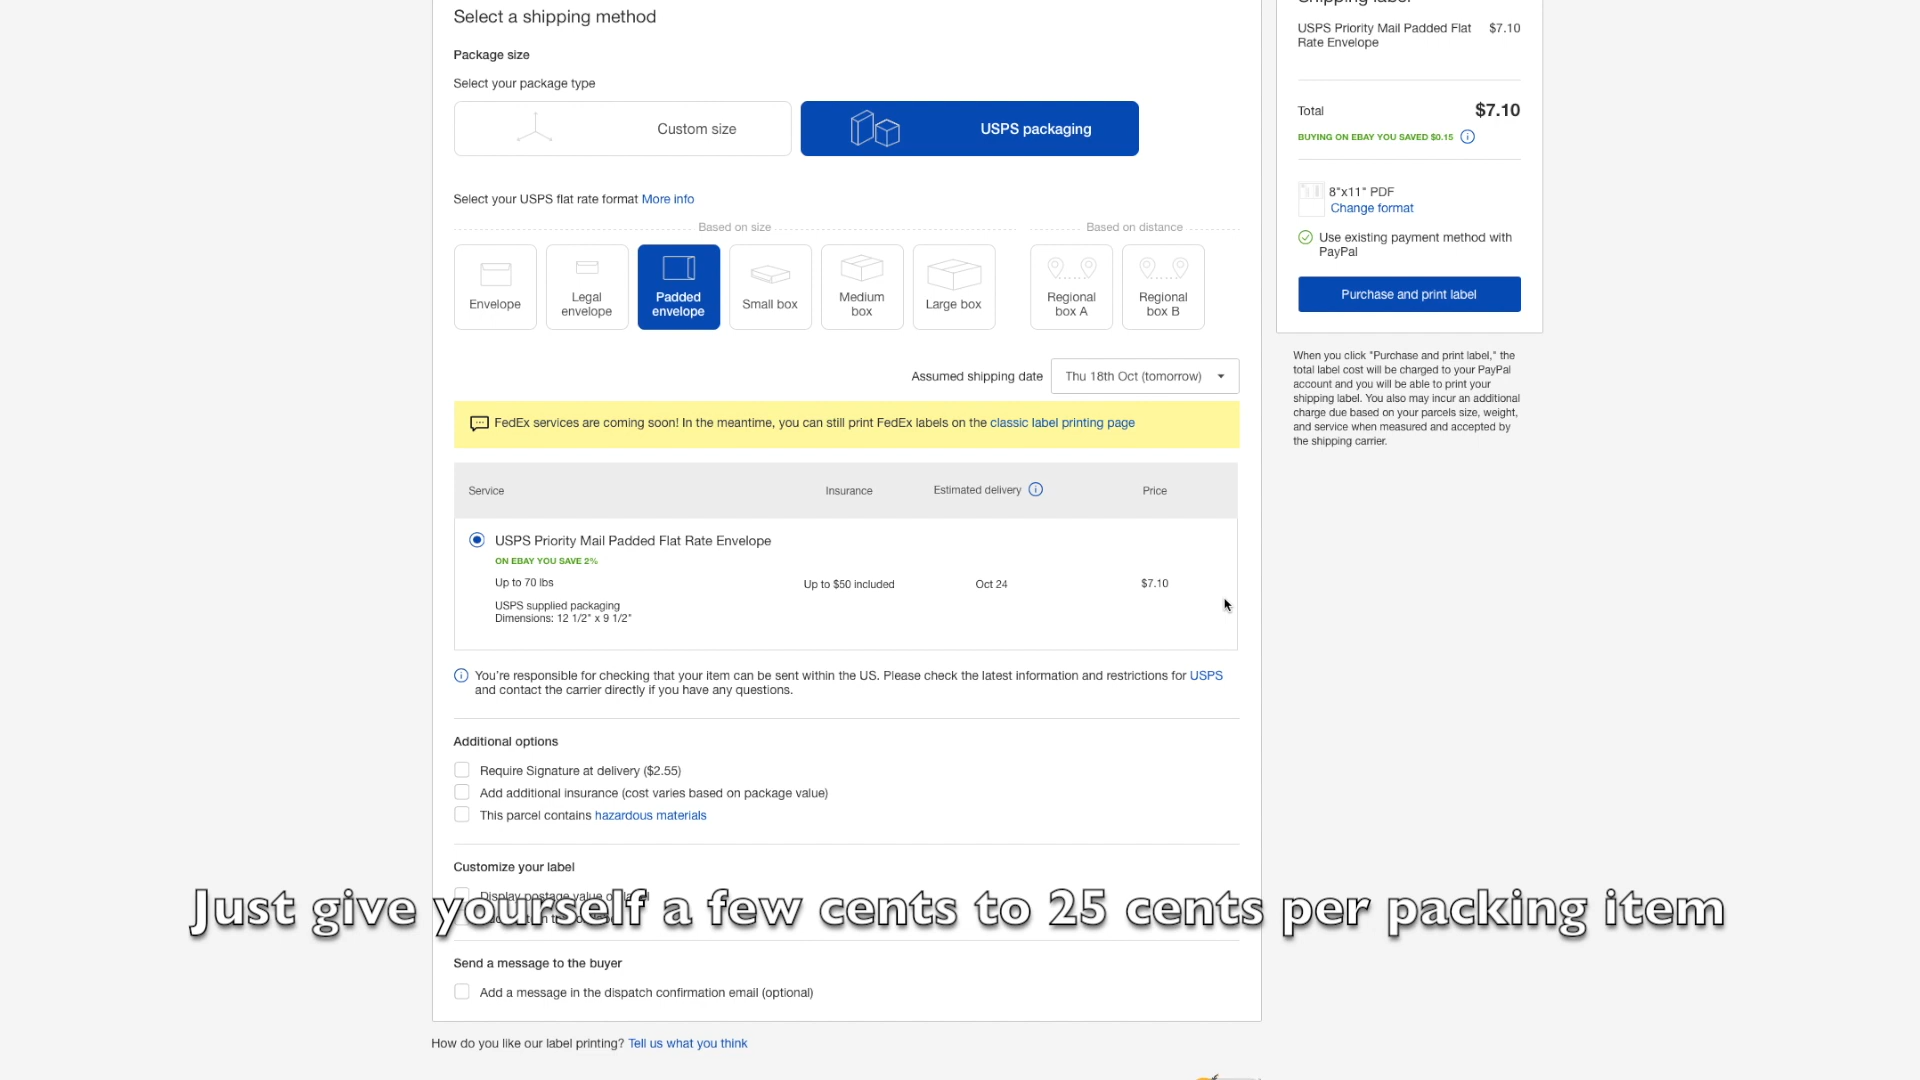 Select a shipping method
Package size
Select your package type
Custom size
USPS packaging
Select your USPS flat rate format More info
Based on size
Based on distance
Envelope
Legal
envelope
Padded
envelope
Small box
Medium
box
Large box
Regional
box A
Regional
box B
Assumed shipping date
Thu 18th Oct (tomorrow)
FedEx services are coming soon! In the meantime, you can still print FedEx labels on the classic label printing page
Service Insurance Estimated delivery Price
USPS Priority Mail Padded Flat Rate Envelope
ON EBAY YOU SAVE 2%
Up to 70 lbs
Up to $50 included
Oct 24
$7.10
USPS supplied packaging
Dimensions: 12 1/2" x 9 1/2"
You're responsible for checking that your item can be sent within the US. Please check the latest information and restrictions for USPS
and contact the carrier directly if you have any questions.
Additional options
Require Signature at delivery ($2.55)
Add additional insurance (cost varies based on package value)
This parcel contains hazardous materials
Customize your label
Display postage value
Just give yourself a few cents to 25 cents per packing item
Send a message to the buyer
Add a message in the dispatch confirmation email (optional)
How do you like our label printing? Tell us what you think
Shipping label
USPS Priority Mail Padded Flat $7.10
Rate Envelope
Total $7.10
BUYING ON EBAY YOU SAVED $0.15
8"x11" PDF
Change format
Use existing payment method with
PayPal
Purchase and print label
When you click "Purchase and print label," the
total label cost will be charged to your PayPal
account and you will be able to print your
shipping label. You also may incur an additional
charge due based on your parcels size, weight,
and service when measured and accepted by
the shipping carrier.